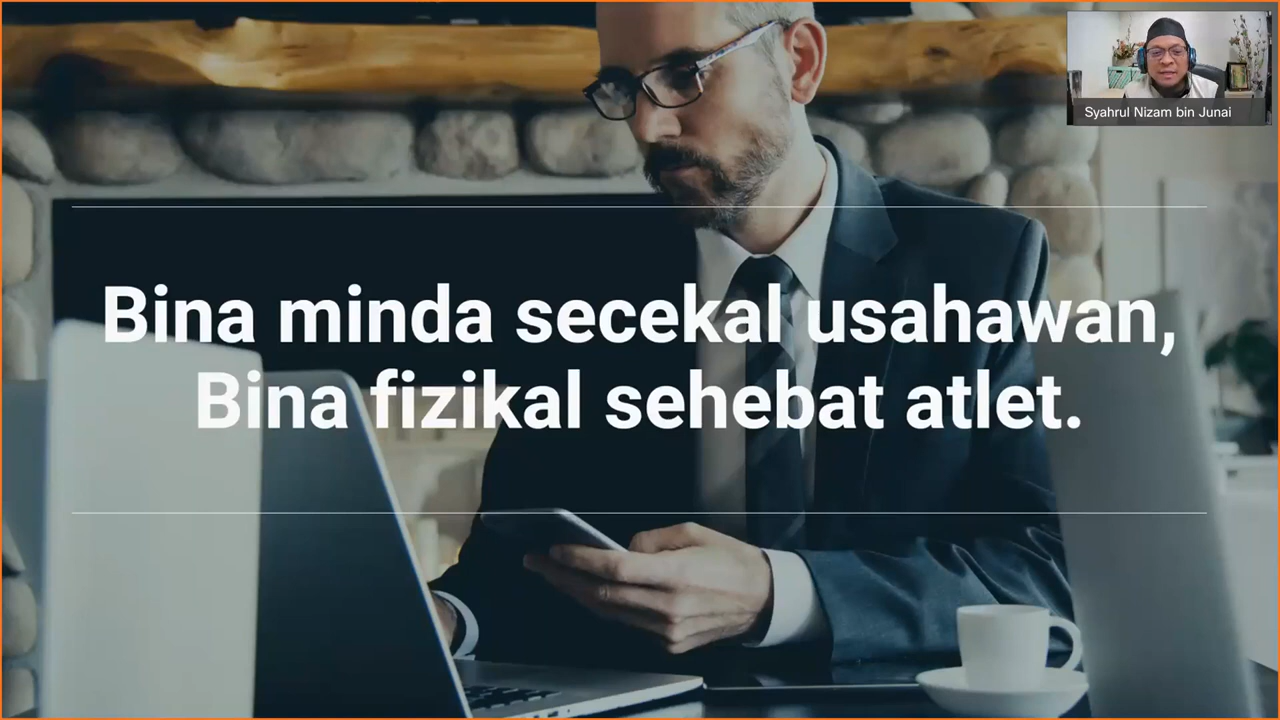 Syahrul Nizam bin Junai
Bina minda secekal usahawan,
Bina fizikal sehebat atlet.